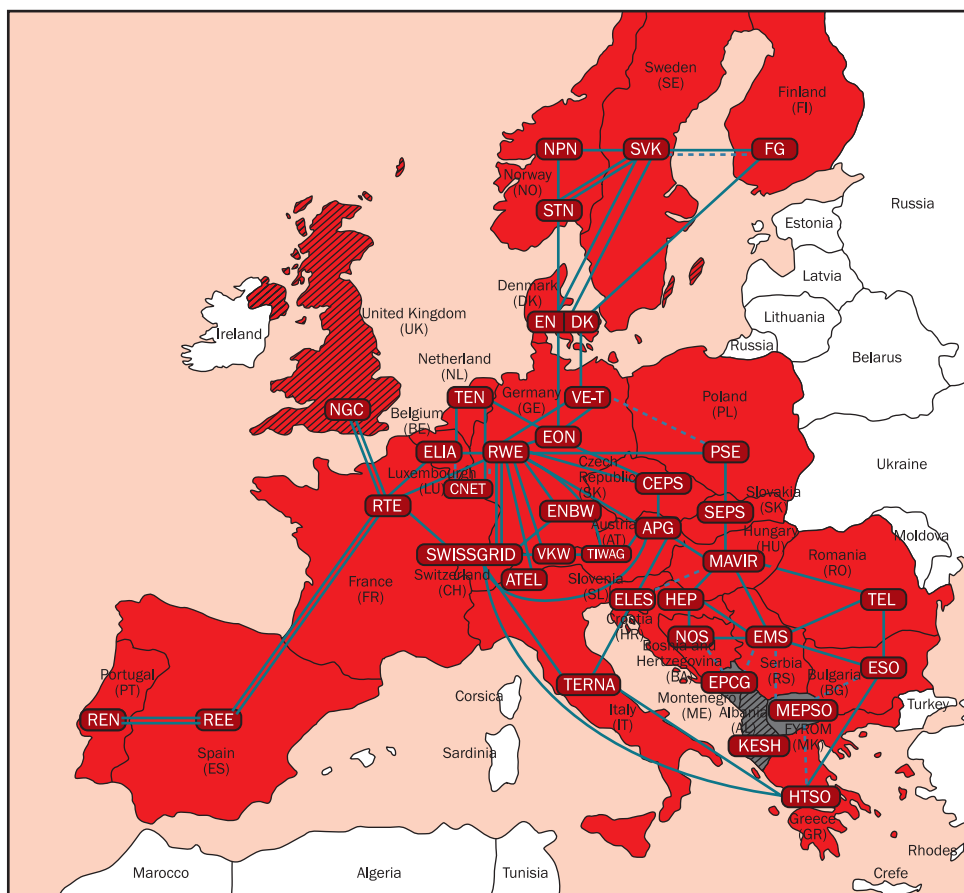 Sweden
(SE)
Finland
(FI)
NPN
SVK
FG
Norway
(NO)
STN
Russia
Estonia
Latvia
Denmark
(DK)
EN
DK
Lithuania
Russia
Belarus
Ireland
United Kingdom
(UK)
Netherland
(NL)
TEN
Germany
(GE)
VE-T
Poland
(PL)
NGC
Belgium
(BE)
EON
ELIA
RWE
PSE
Czech
Republic
(SK)
CEPS
Ukraine
Luxembourgh
(LU)
CNET
RTE
ENBW
Slovakia
(SK)
SEPS
Austria
(AT)
APG
Hungary
(HU)
Moldova
SWISSGRID
VKW
TIWAG
MAVIR
Romania
(RO)
Switzerland
(CH)
ATEL
Slovenia
(SL)
France
(FR)
ELES
HEP
TEL
Croatia
(HR)
NOS
EMS
Bosnia and
Hertzegovina
(BA)
Serbia
(RS)
ESO
Portugal
(PT)
TERNA
EPCG
Bulgaria
(BG)
Corsica
Montenegro
(ME)
Albania
(AL)
MEPSO
Turkey
REN
REE
Italy
(IT)
FYROM
(MK)
KESH
Sardinia
Spain
(ES)
HTSO
Greece
(GR)
Rhodes
Marocco
Algeria
Tunisia
Crefe